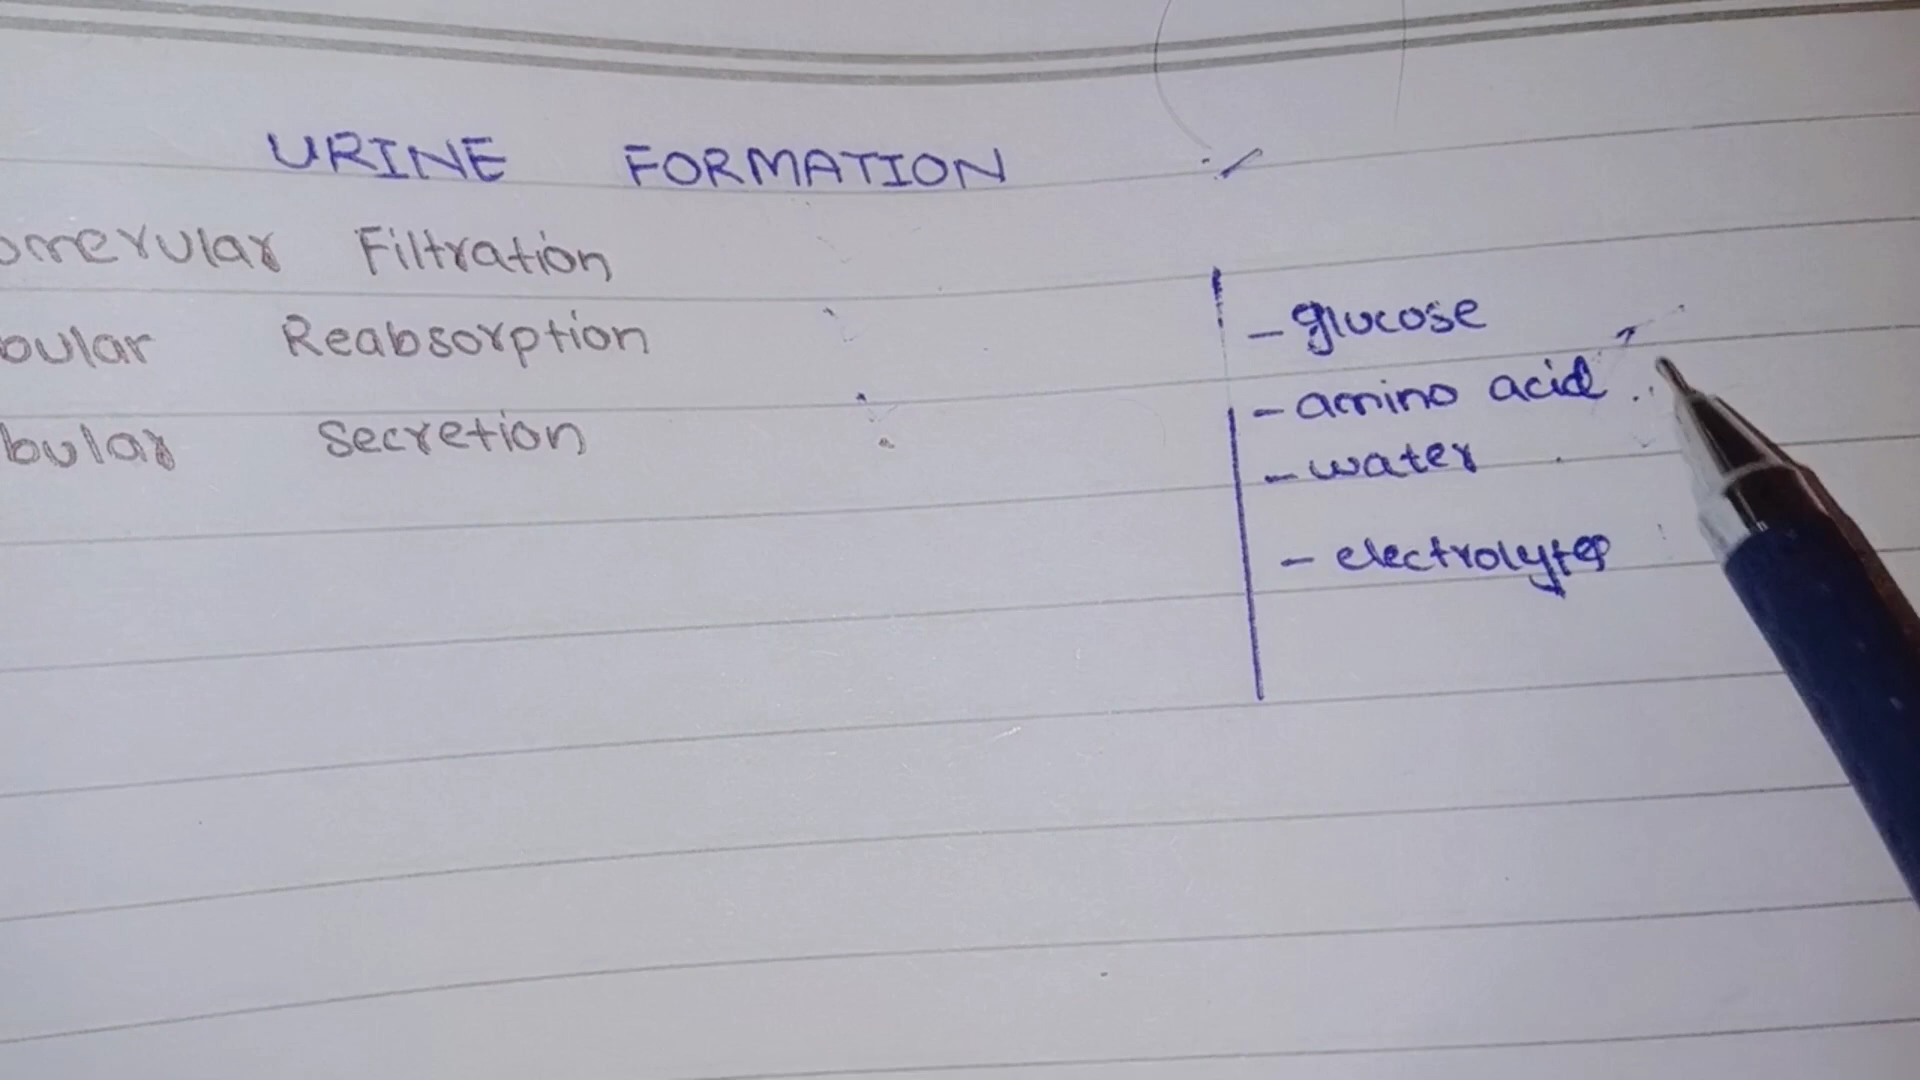 URINE FORMATION :-
omerular Filtration
bular Reabsorption
bular Secretion
- glucose
- amino acid
- water
- electrolytes